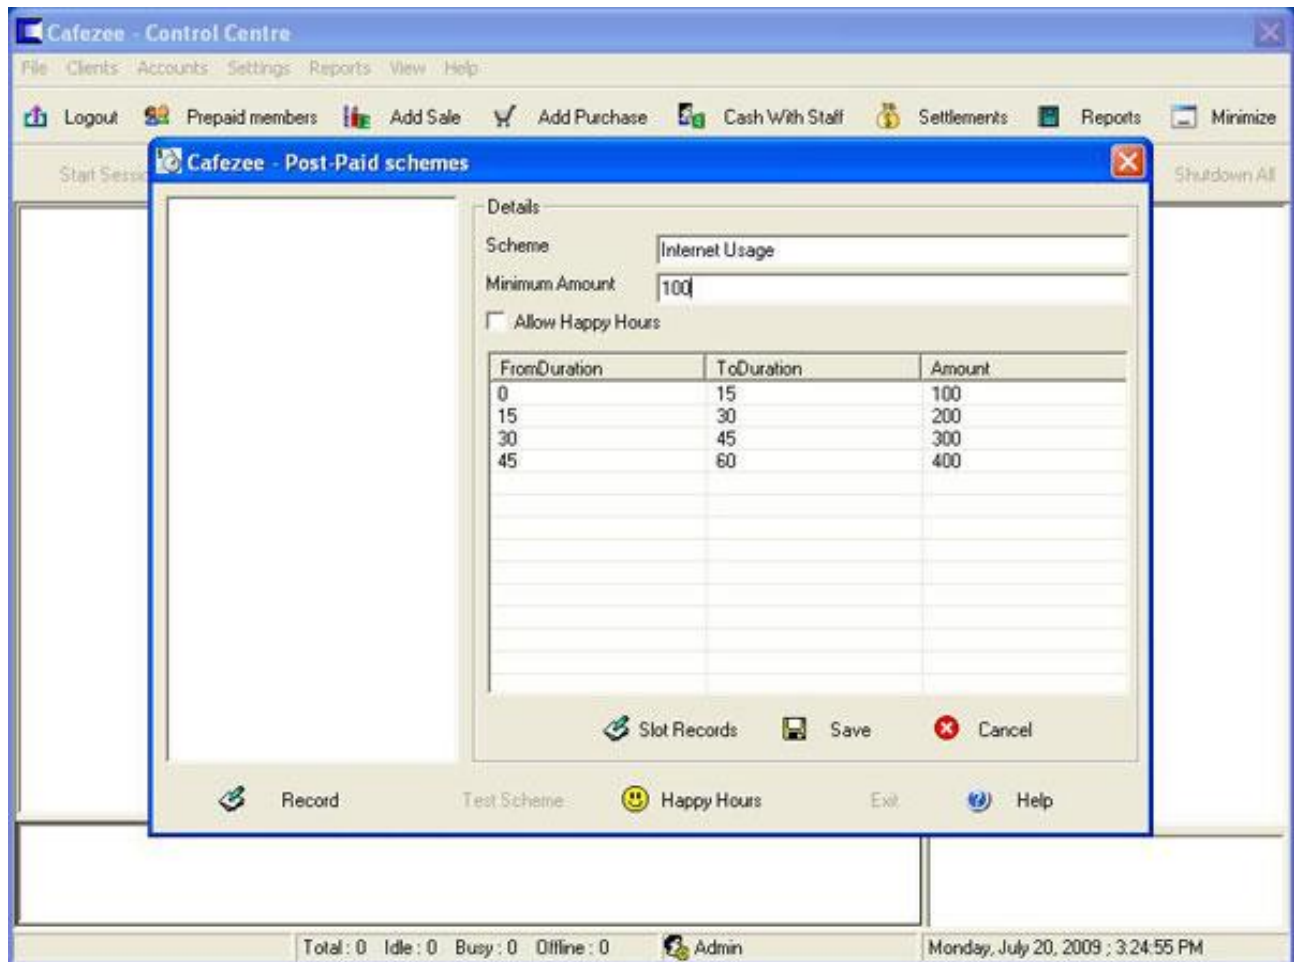 Cafezee - Control Centre
File Clients Accounts Settings Reports View Help
Logout Prepaid members Add Sale Add Purchase Cash With Staff Settlements Reports Minimize
Start Sessio Shutdown All
Cafezee - Post-Paid schemes
Details
Scheme Internet Usage
Minimum Amount 100
Allow Happy Hours
FromDuration ToDuration Amount
0 15 100
15 30 200
30 45 300
45 60 400
Slot Records Save Cancel
Record Test Scheme Happy Hours Exit Help
Total : 0 Idle : 0 Busy : 0 Offline : 0 Admin Monday, July 20, 2009 ; 3:24:55 PM